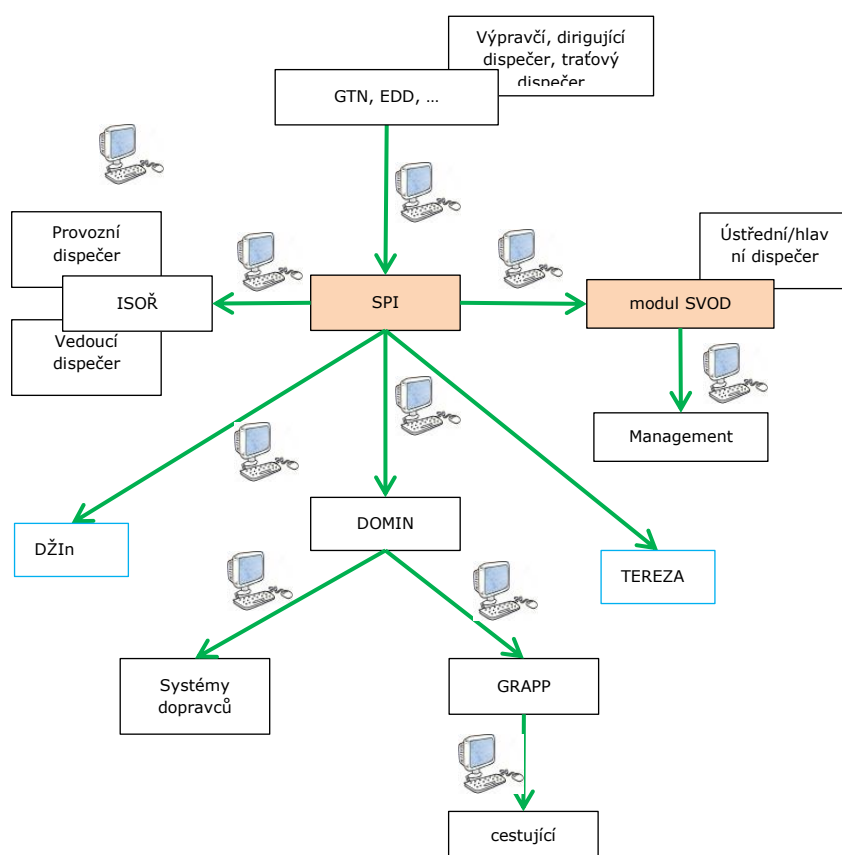 Výpravčí, dirigující
dispečer, traťový
dispečer
GTN, EDD, …
Provozní
dispečer
Ústřední/hlav
ní dispečer
ISOŘ
SPI
modul SVOD
Vedoucí
dispečer
Management
DOMIN
DŽIn
TEREZA
Systémy
dopravců
GRAPP
cestující